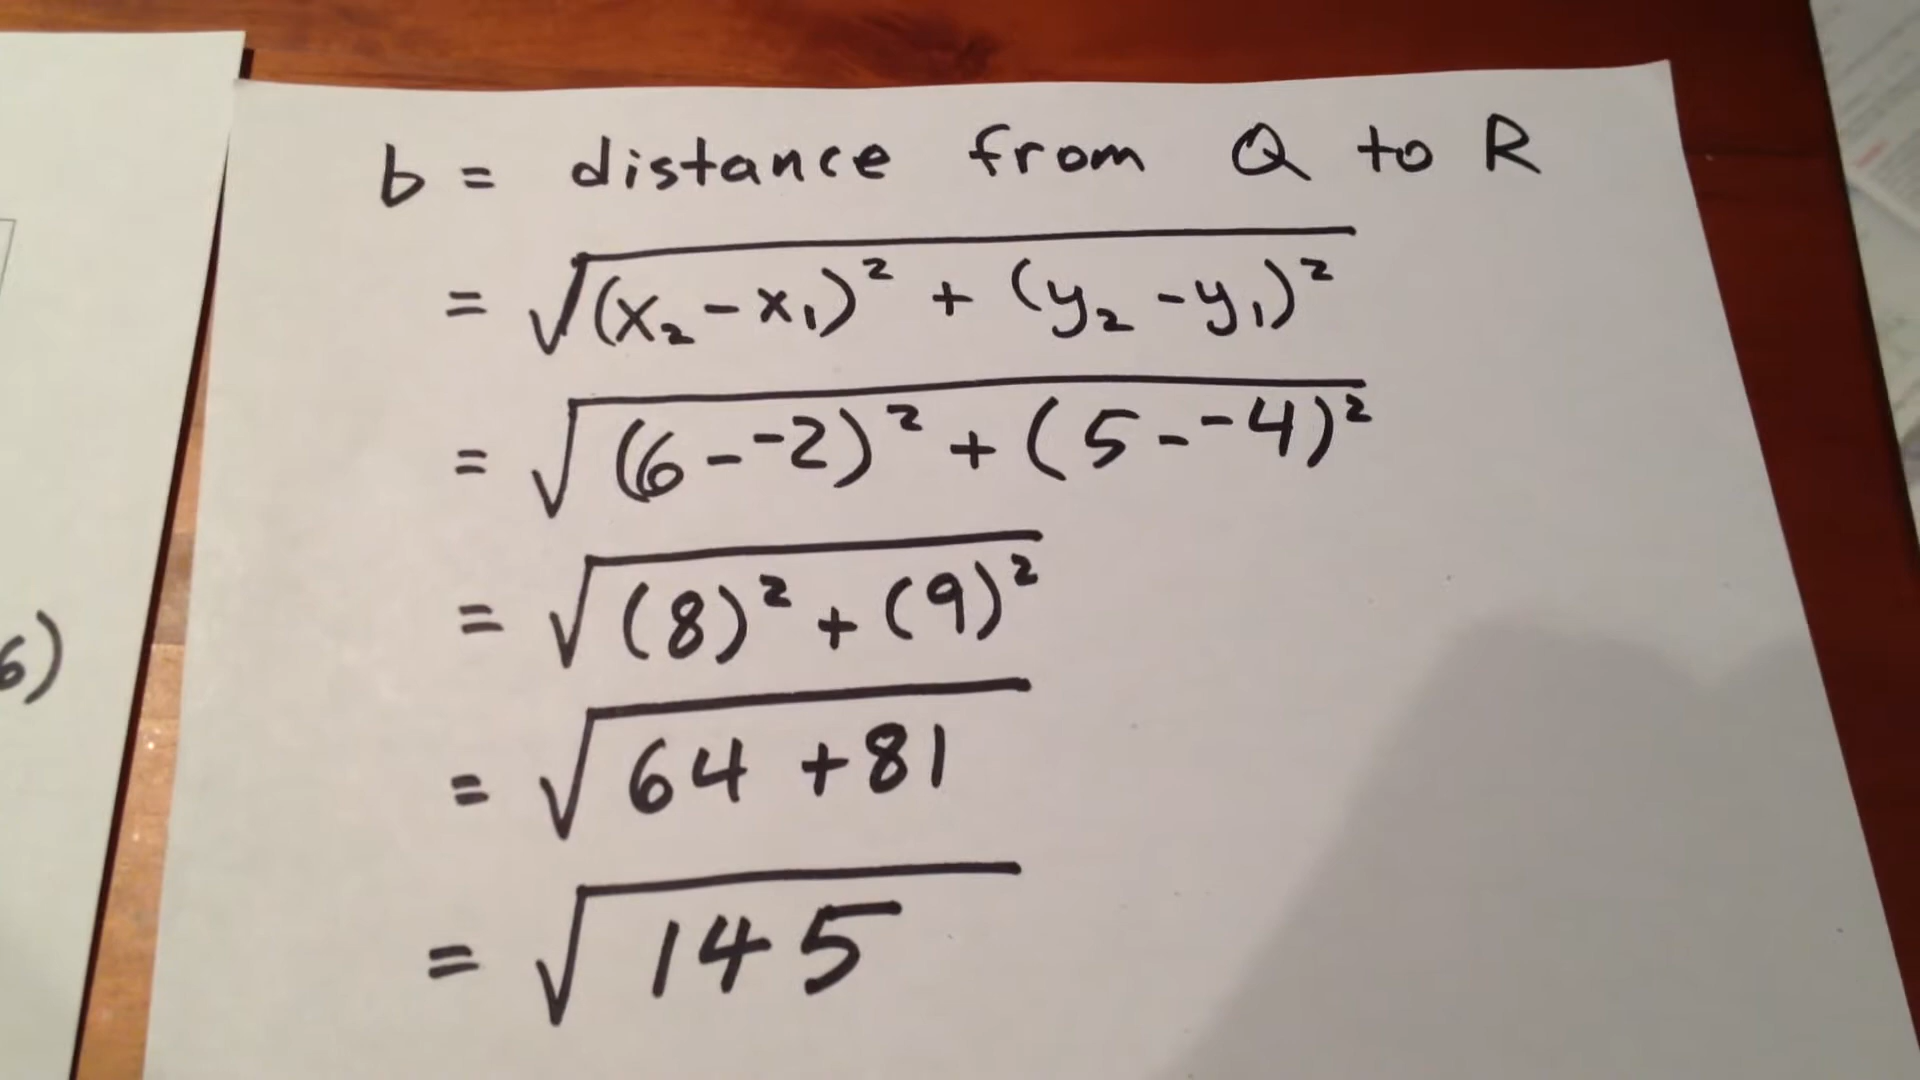 b = distance from Q to R
= √(x₂ - x₁)² + (y₂ - y₁)²
= √(6 - -2)² + (5 - -4)²
= √(8)² + (9)²
= √64 + 81
= √145
6)